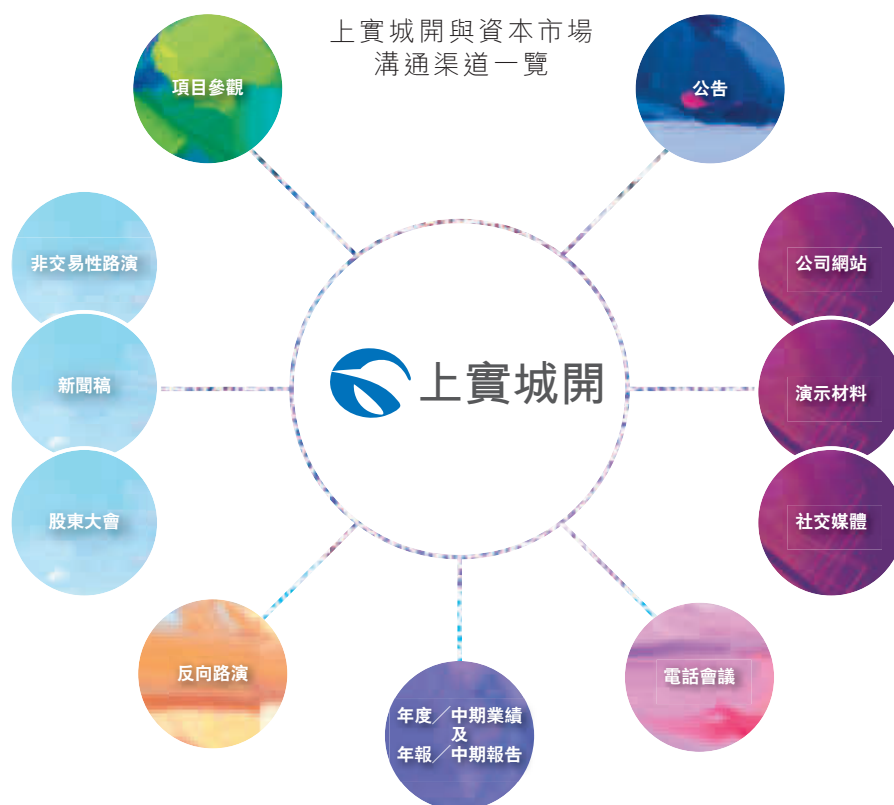 上實城開與資本市場
溝通渠道一覽
項目參觀
公告
非交易性路演
公司網站
新聞稿
上實城開
演示材料
股東大會
社交媒體
反向路演
電話會議
年度／中期業績
及
年報／中期報告